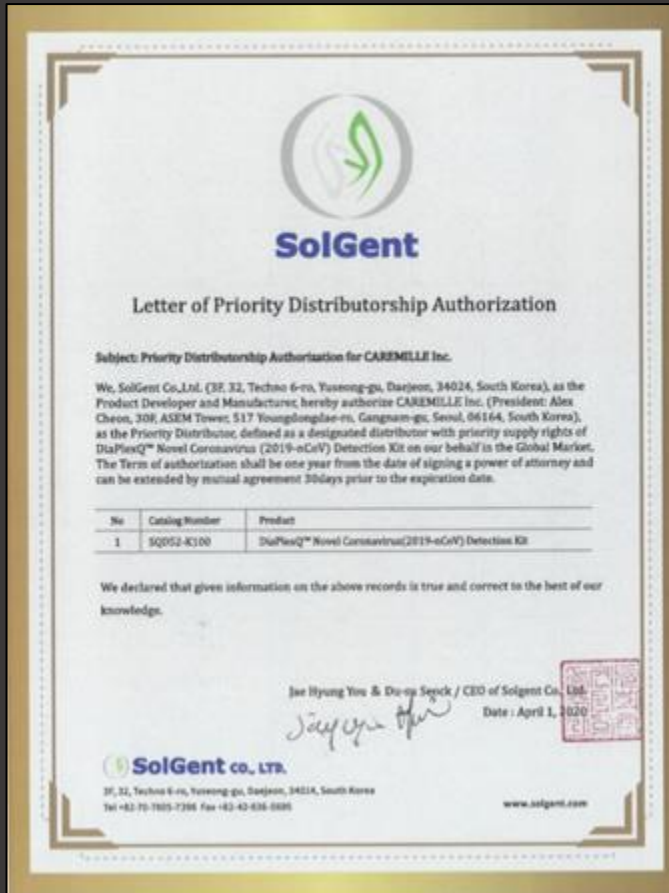 SolGent
Letter of Priority Distributorship Authorization
Subject: Priority Distributorship Authorization for CAREMILLE Inc.
We, SolGent Co.,Ltd. (3F, 32, Techno 6-ro, Yuseong-gu, Daejeon, 34024, South Korea), as the
Product Developer and Manufacturer, hereby authorize CAREMILLE Inc. (President: Alex
Cheon, 30F, ASEM Tower, 517 Youngdongdae-ro, Gangnam-gu, Seoul, 06164, South Korea),
as the Priority Distributor, defined as a designated distributor with priority supply rights of
DiaPlexQ™ Novel Coronavirus (2019-nCoV) Detection Kit on our behalf in the Global Market.
The Term of authorization shall be one year from the date of signing a power of attorney and
can be extended by mutual agreement 30days prior to the expiration date.
No Catalog Number Product
1 SQD52-K100 DiaPlexQ™ Novel Coronavirus(2019-nCoV) Detection Kit
We declared that given information on the above records is true and correct to the best of our
knowledge.
Jae Hyung You & / CEO of Solgent Co., Ltd.
Date : April 1, 2020
SolGent CO., LTD.
3F, 32, Techno 6-ro, Yuseong-gu, Daejeon, 34024, South Korea
Tel Fax
www.solgent.com